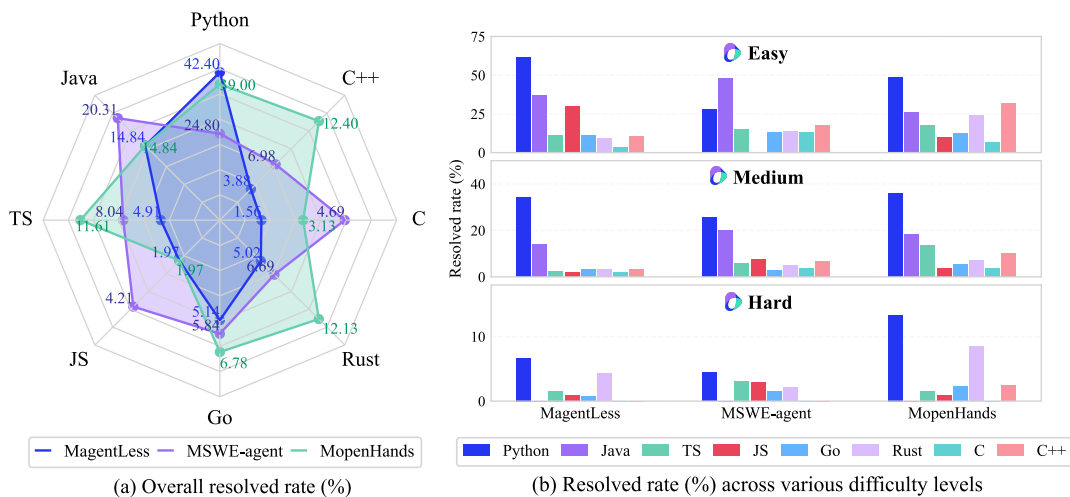 Python
42.40
39.00
24.80
Java
20.31
14.84
14.84
C++
12.40
6.98
3.88
TS
8.04
11.61
4.91
C
4.69
3.13
1.56
JS
4.21
1.97
1.97
Go
5.14
5.84
6.78
Rust
12.13
5.02
6.69
MagentLess MSWE-agent MopenHands
(a) Overall resolved rate (%)
Resolved rate (%)
Easy
75
50
25
0
Medium
40
20
0
Hard
10
0
MagentLess MSWE-agent MopenHands
Python Java TS JS Go Rust C C++
(b) Resolved rate (%) across various difficulty levels